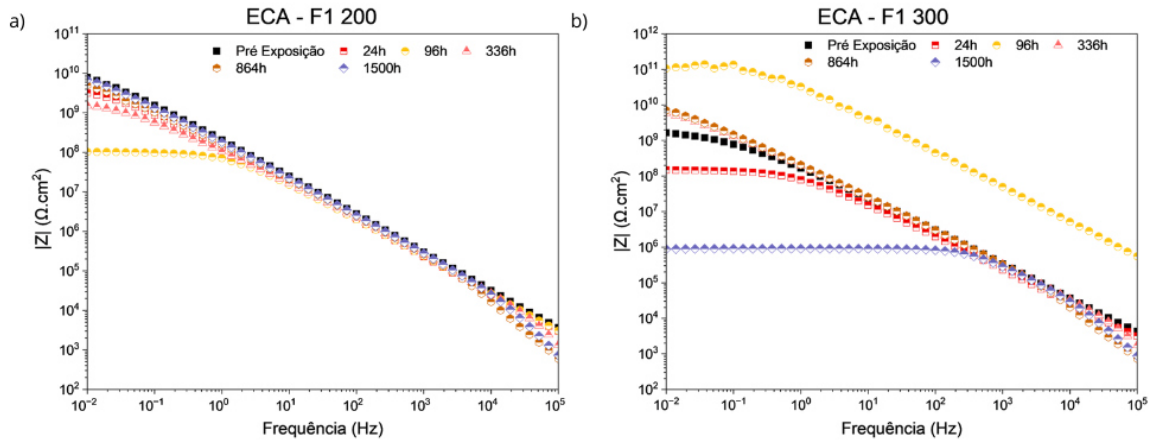 a)
ECA - F1 200
Pré Exposição 24h 96h 336h
864h 1500h
|Z| (Ω.cm²)
10¹¹
10¹⁰
10⁹
10⁸
10⁷
10⁶
10⁵
10⁴
10³
10²
10⁻² 10⁻¹ 10⁰ 10¹ 10² 10³ 10⁴ 10⁵
Frequência (Hz)
b)
ECA - F1 300
Pré Exposição 24h 96h 336h
864h 1500h
|Z| (Ω.cm²)
10¹²
10¹¹
10¹⁰
10⁹
10⁸
10⁷
10⁶
10⁵
10⁴
10³
10²
10⁻² 10⁻¹ 10⁰ 10¹ 10² 10³ 10⁴ 10⁵
Frequência (Hz)